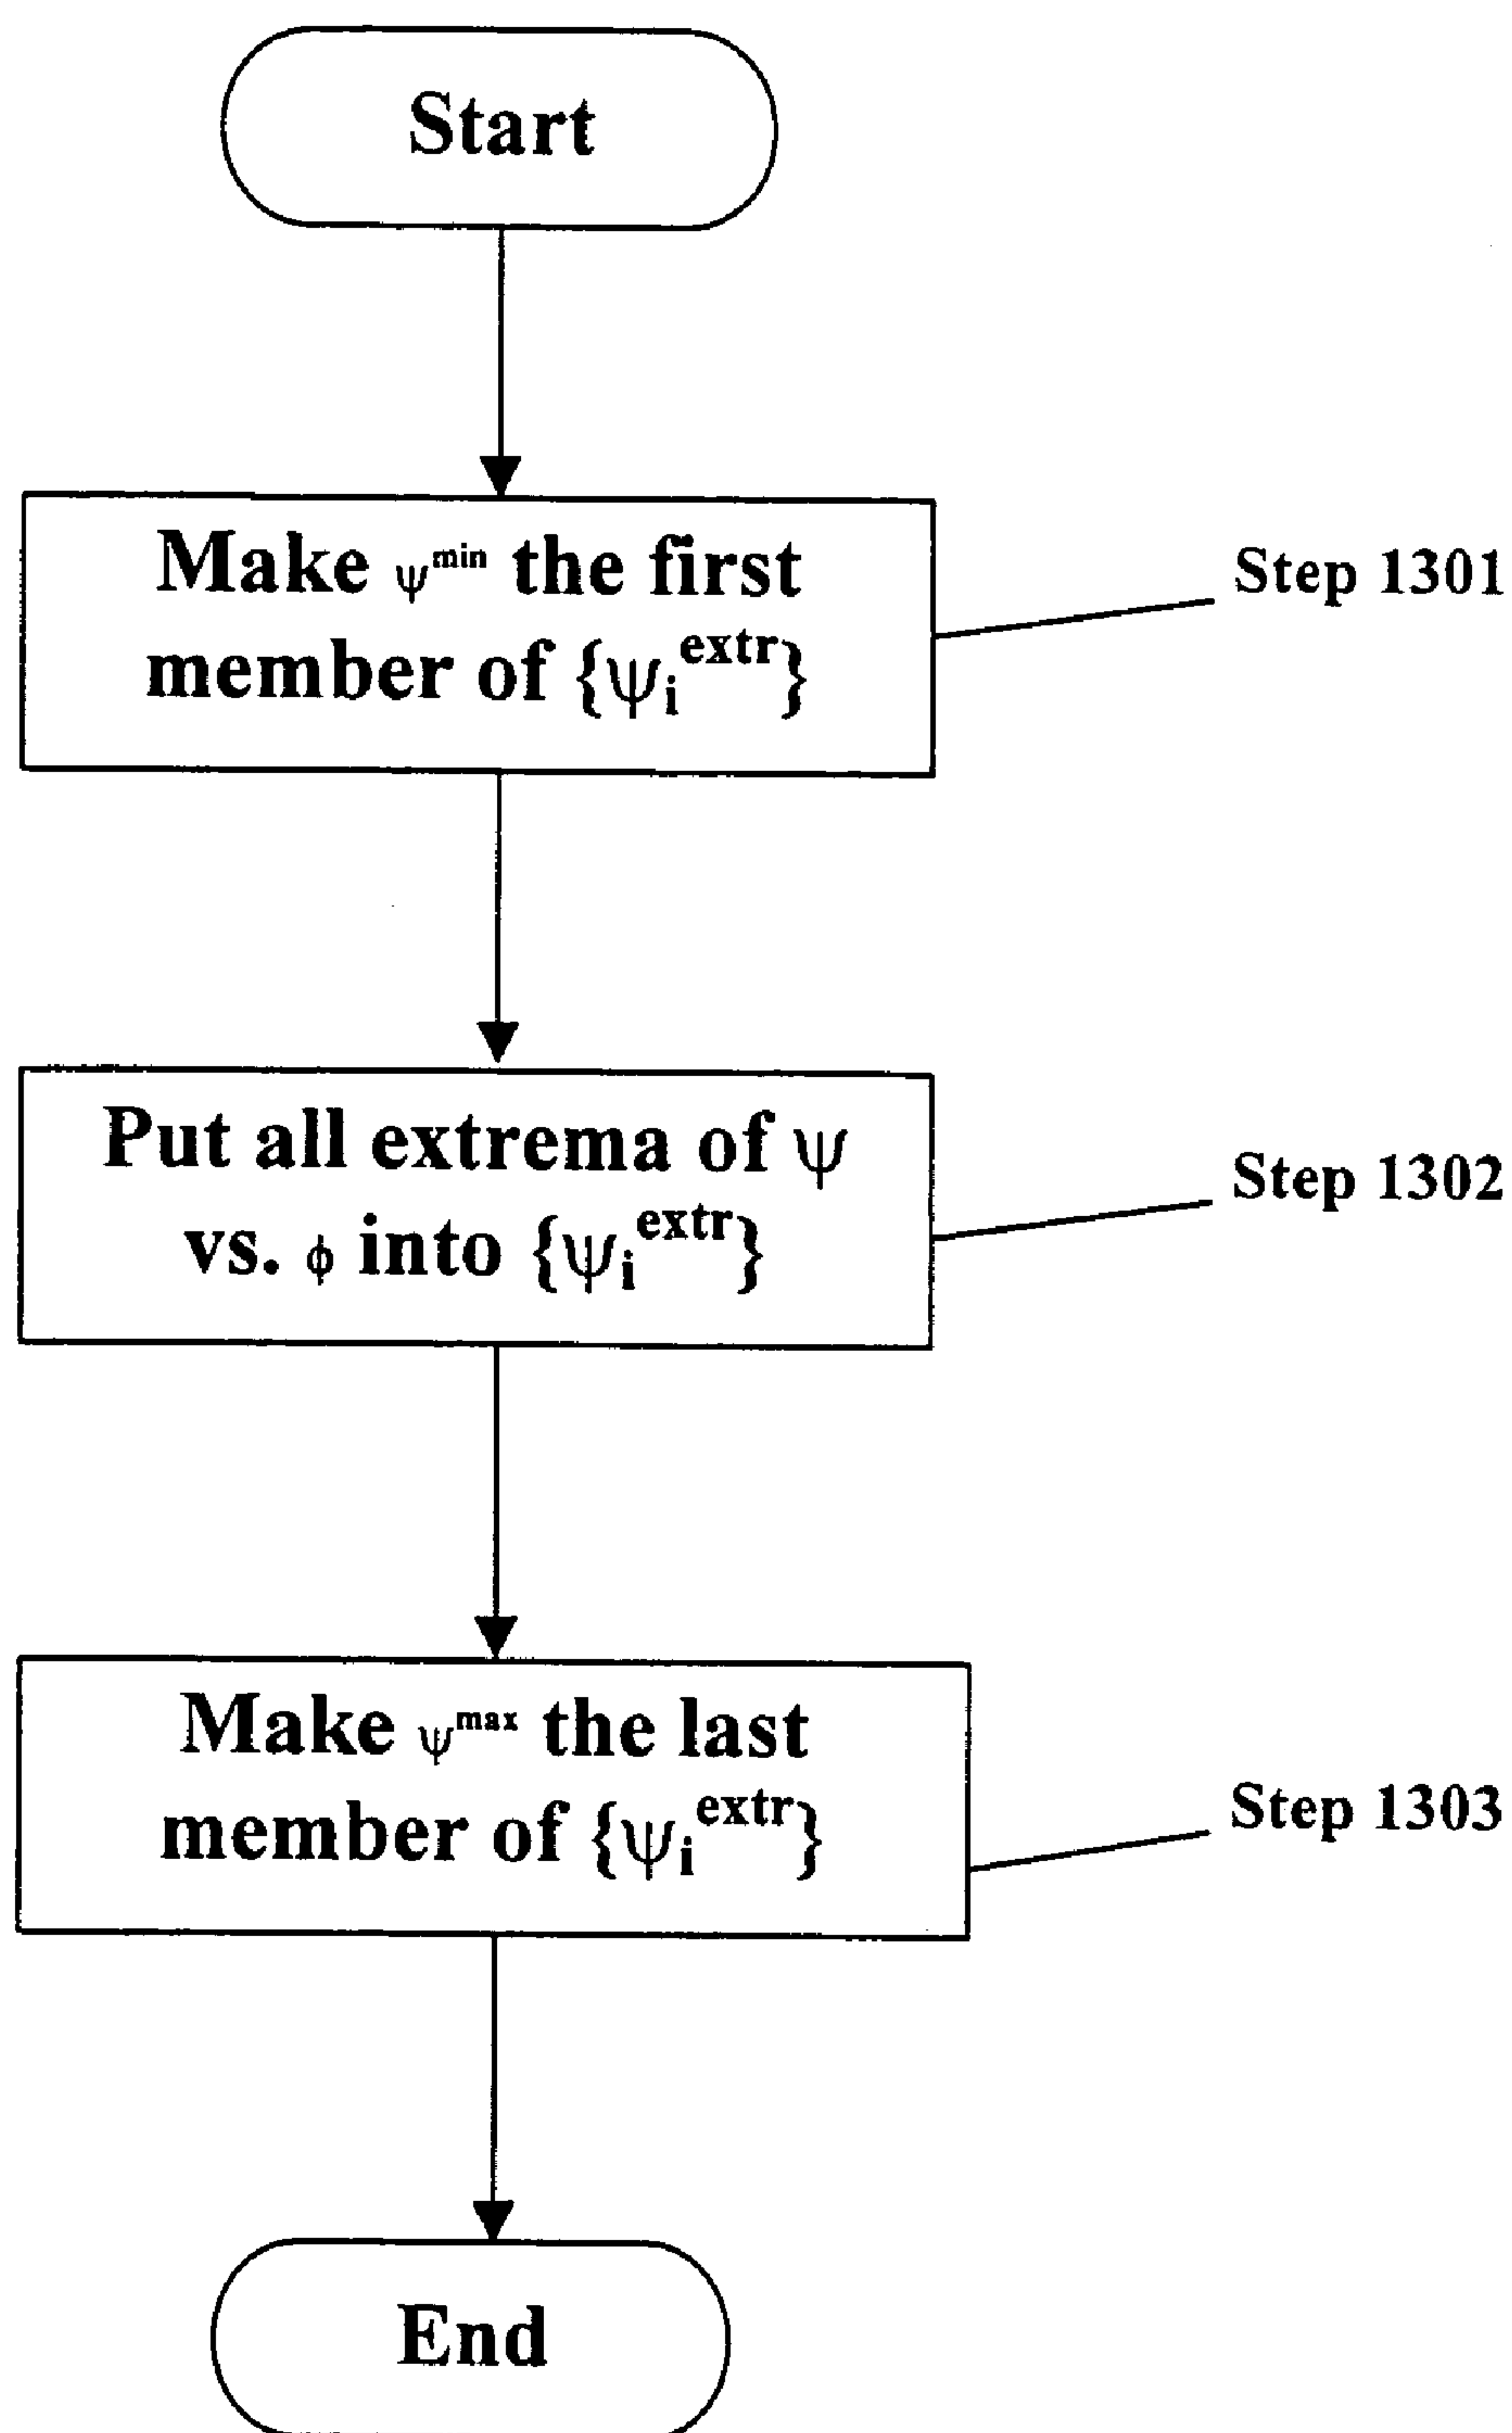 Start
Make ψ^min the first
member of {ψ_i^extr}
Step 1301
Put all extrema of ψ
vs. ϕ into {ψ_i^extr}
Step 1302
Make ψ^max the last
member of {ψ_i^extr}
Step 1303
End